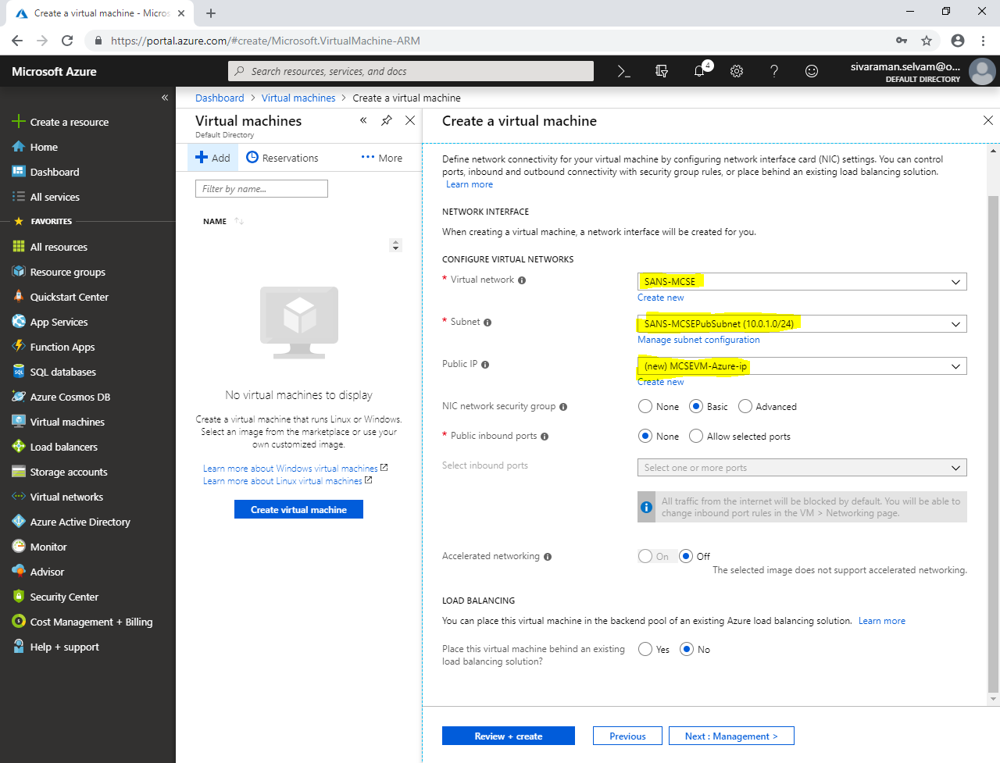 Create a virtual machine - Micros
https://portal.azure.com/#create/Microsoft.VirtualMachine-ARM
Microsoft Azure
Search resources, services, and docs
4
sivaraman.selvam@o...
DEFAULT DIRECTORY
Create a resource
Home
Dashboard
All services
FAVORITES
All resources
Resource groups
Quickstart Center
App Services
Function Apps
SQL databases
Azure Cosmos DB
Virtual machines
Load balancers
Storage accounts
Virtual networks
Azure Active Directory
Monitor
Advisor
Security Center
Cost Management + Billing
Help + support
Dashboard > Virtual machines > Create a virtual machine
Virtual machines
Default Directory
Add
Reservations
More
Filter by name...
NAME
No virtual machines to display
Create a virtual machine that runs Linux or Windows.
Select an image from the marketplace or use your
own customized image.
Learn more about Windows virtual machines
Learn more about Linux virtual machines
Create virtual machine
Create a virtual machine
Define network connectivity for your virtual machine by configuring network interface card (NIC) settings. You can control
ports, inbound and outbound connectivity with security group rules, or place behind an existing load balancing solution.
Learn more
NETWORK INTERFACE
When creating a virtual machine, a network interface will be created for you.
CONFIGURE VIRTUAL NETWORKS
* Virtual network
SANS-MCSE
Create new
* Subnet
SANS-MCSEPubSubnet (10.0.1.0/24)
Manage subnet configuration
Public IP
(new) MCSEVM-Azure-ip
Create new
NIC network security group
None
Basic
Advanced
* Public inbound ports
None
Allow selected ports
Select inbound ports
Select one or more ports
All traffic from the internet will be blocked by default. You will be able to
change inbound port rules in the VM > Networking page.
Accelerated networking
On
Off
The selected image does not support accelerated networking.
LOAD BALANCING
You can place this virtual machine in the backend pool of an existing Azure load balancing solution. Learn more
Place this virtual machine behind an existing
load balancing solution?
Yes
No
Review + create
Previous
Next : Management >